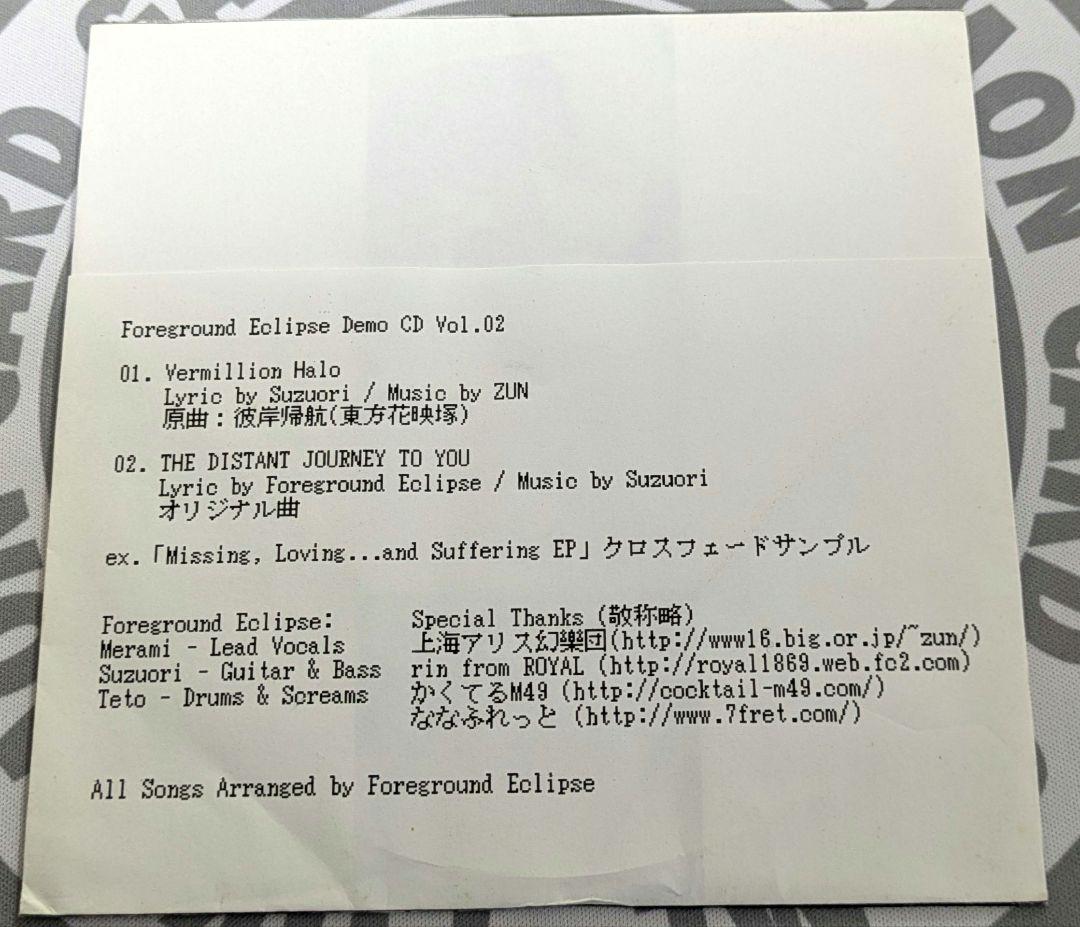 Foreground Eclipse Demo CD Vol.02
01. Vermillion Halo
Lyric by Suzuori / Music by ZUN
原曲：彼岸帰航(東方花映塚)
02. THE DISTANT JOURNEY TO YOU
Lyric by Foreground Eclipse / Music by Suzuori
オリジナル曲
ex.「Missing, Loving...and Suffering EP」クロスフェードサンプル
Foreground Eclipse:
Merami - Lead Vocals
Suzuori - Guitar & Bass
Teto - Drums & Screams
Special Thanks (敬称略)
上海アリス幻樂団(http://www16.big.or.jp/~zun/)
rin from ROYAL (http://royal1869.web.fc2.com)
かくてるM49 (http://cocktail-m49.com/)
ななふれっと (http://www.7fret.com/)
All Songs Arranged by Foreground Eclipse